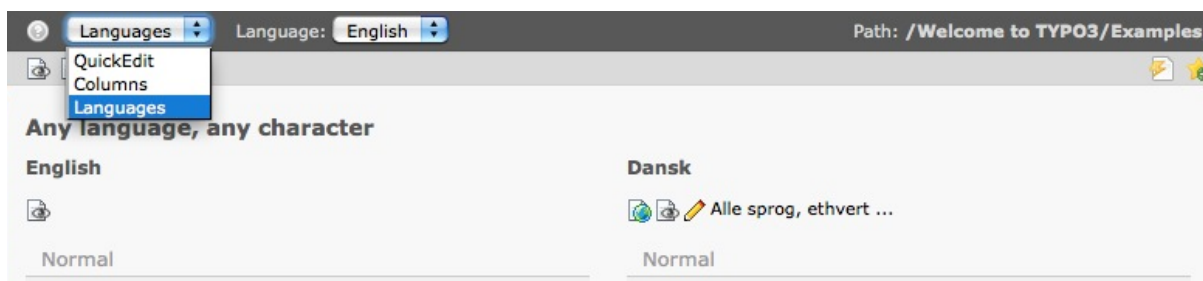 Languages Language: English Path: /Welcome to TYPO3/Examples
QuickEdit
Columns
Languages
Any language, any character
English Dansk
Alle sprog, ethvert ...
Normal Normal